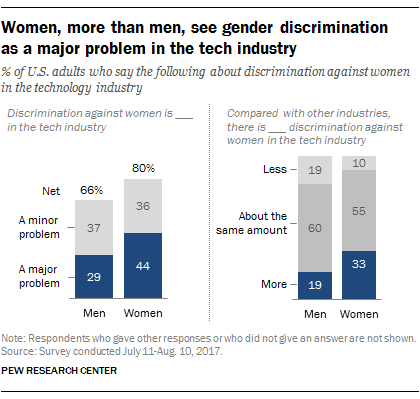 Women, more than men, see gender discrimination
as a major problem in the tech industry
% of U.S. adults who say the following about discrimination against women
in the technology industry
Discrimination against women is ___
in the tech industry
Net
66%
80%
A minor
problem
37
36
A major
problem
29
44
Men
Women
Compared with other industries,
there is ___ discrimination against
women in the tech industry
Less
19
10
About the
same amount
60
55
More
19
33
Men
Women
Note: Respondents who gave other responses or who did not give an answer are not shown.
Source: Survey conducted July 11-Aug. 10, 2017.
PEW RESEARCH CENTER